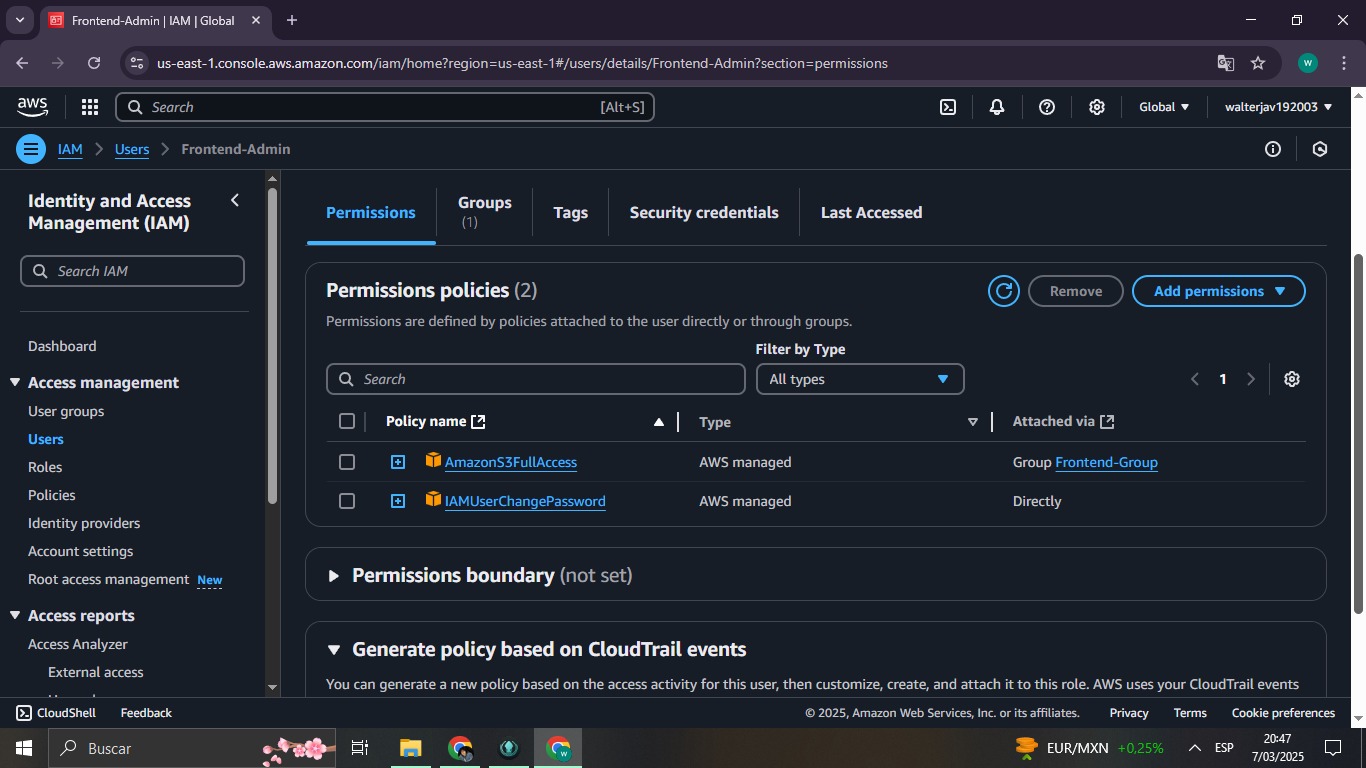 Frontend-Admin | IAM | Global
us-east-1.console.aws.amazon.com/iam/home?region=us-east-1#/users/details/Frontend-Admin?section=permissions
W
aws
Search
[Alt+S]
Global
walterjav192003
IAM
Users
Frontend-Admin
Identity and Access
Management (IAM)
Search IAM
Dashboard
Access management
User groups
Users
Roles
Policies
Identity providers
Account settings
Root access management New
Access reports
Access Analyzer
External access
Permissions
Groups
(1)
Tags
Security credentials
Last Accessed
Permissions policies (2)
Permissions are defined by policies attached to the user directly or through groups.
Remove
Add permissions
Filter by Type
Search
All types
1
Policy name
Type
Attached via
AmazonS3FullAccess
AWS managed
Group Frontend-Group
IAMUserChangePassword
AWS managed
Directly
Permissions boundary (not set)
Generate policy based on CloudTrail events
You can generate a new policy based on the access activity for this user, then customize, create, and attach it to this role. AWS uses your CloudTrail events
CloudShell
Feedback
© 2025, Amazon Web Services, Inc. or its affiliates.
Privacy
Terms
Cookie preferences
Buscar
EUR/MXN +0,25%
ESP
20:47
7/03/2025